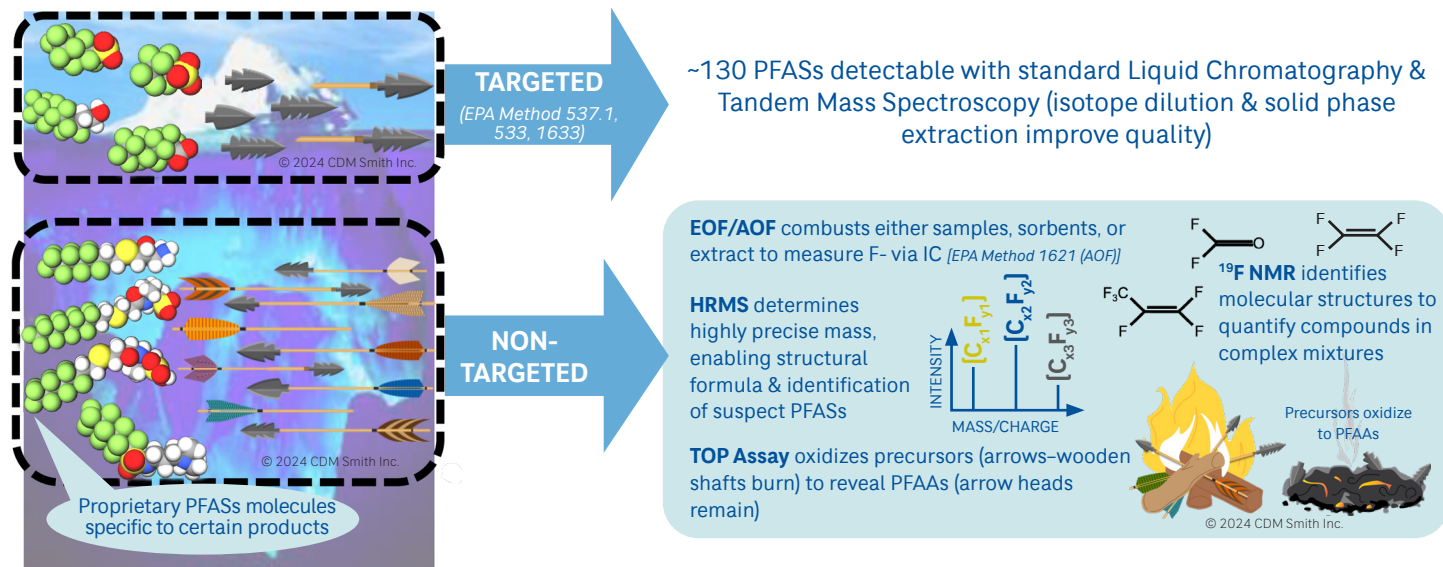 TARGETED
(EPA Method 537.1,
533, 1633)
© 2024 CDM Smith Inc.
~130 PFASs detectable with standard Liquid Chromatography &
Tandem Mass Spectroscopy (isotope dilution & solid phase
extraction improve quality)
NON-
TARGETED
© 2024 CDM Smith Inc.
Proprietary PFASs molecules
specific to certain products
EOF/AOF combusts either samples, sorbents, or
extract to measure F- via IC [EPA Method 1621 (AOF)]
HRMS determines
highly precise mass,
enabling structural
formula & identification
of suspect PFASs
INTENSITY
[Cx1Fy1]
[Cx2Fy2]
[Cx3Fy3]
MASS/CHARGE
F
O
F
F
F
F
F
F₃C
F
F
F
¹⁹F NMR identifies
molecular structures to
quantify compounds in
complex mixtures
TOP Assay oxidizes precursors (arrows–wooden
shafts burn) to reveal PFAAs (arrow heads
remain)
Precursors oxidize
to PFAAs
© 2024 CDM Smith Inc.